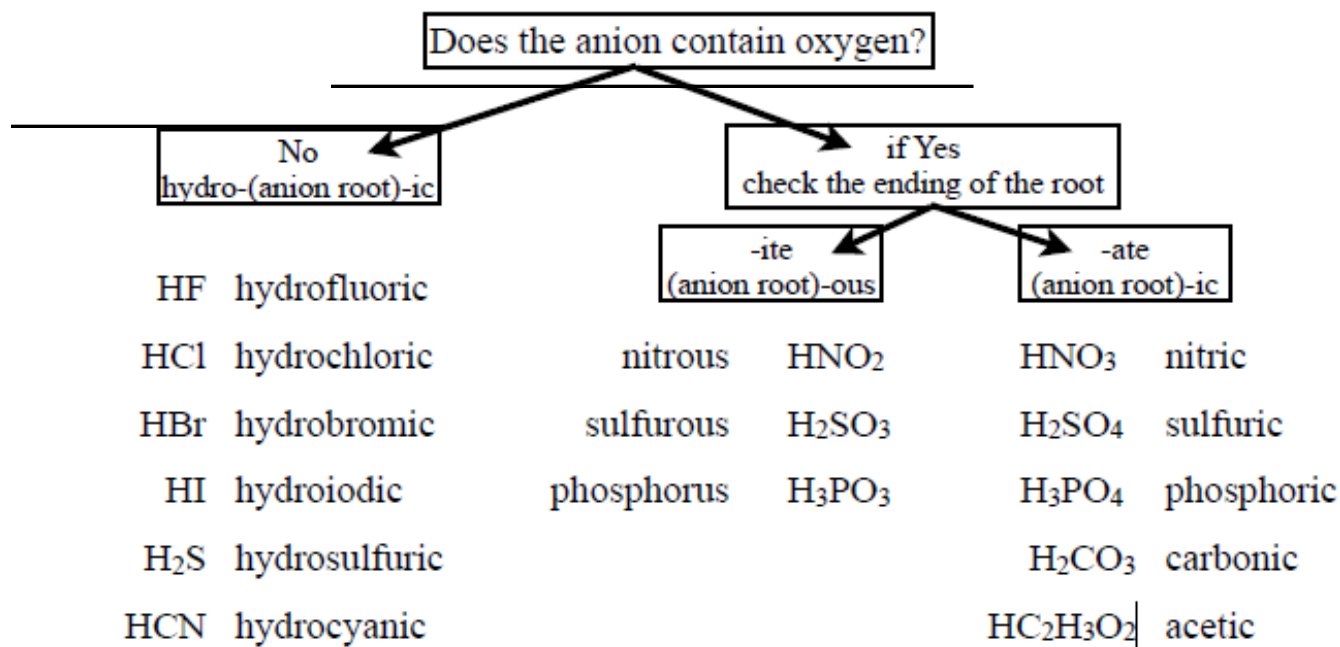 Does the anion contain oxygen?
No
hydro-(anion root)-ic
if Yes
check the ending of the root
-ite
(anion root)-ous
-ate
(anion root)-ic
HF hydrofluoric
HCl hydrochloric
HBr hydrobromic
HI hydroiodic
H₂S hydrosulfuric
HCN hydrocyanic
nitrous HNO₂
sulfurous H₂SO₃
phosphorus H₃PO₃
HNO₃ nitric
H₂SO₄ sulfuric
H₃PO₄ phosphoric
H₂CO₃ carbonic
HC₂H₃O₂ acetic